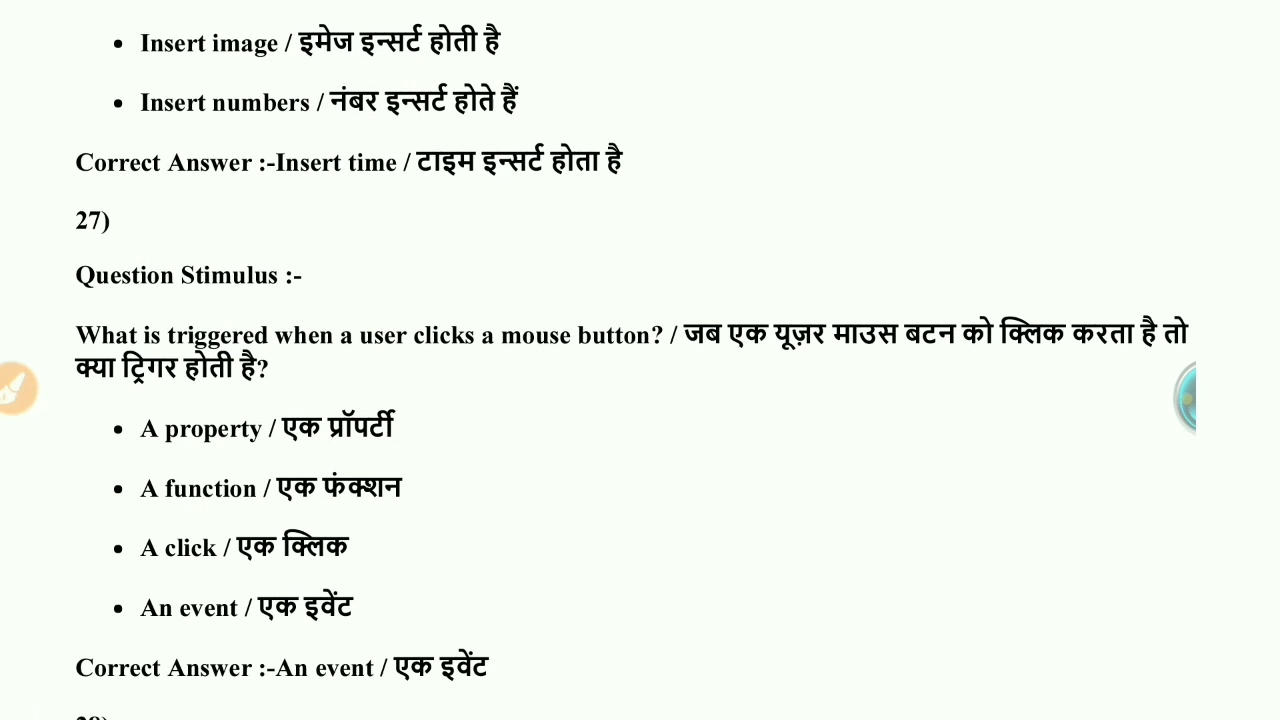 • Insert image / इमेज इन्सर्ट होती है
• Insert numbers / नंबर इन्सर्ट होते हैं
Correct Answer :-Insert time / टाइम इन्सर्ट होता है
27)
Question Stimulus :-
What is triggered when a user clicks a mouse button? / जब एक यूज़र माउस बटन को क्लिक करता है तो
क्या ट्रिगर होती है?
• A property / एक प्रॉपर्टी
• A function / एक फंक्शन
• A click / एक क्लिक
• An event / एक इवेंट
Correct Answer :-An event / एक इवेंट